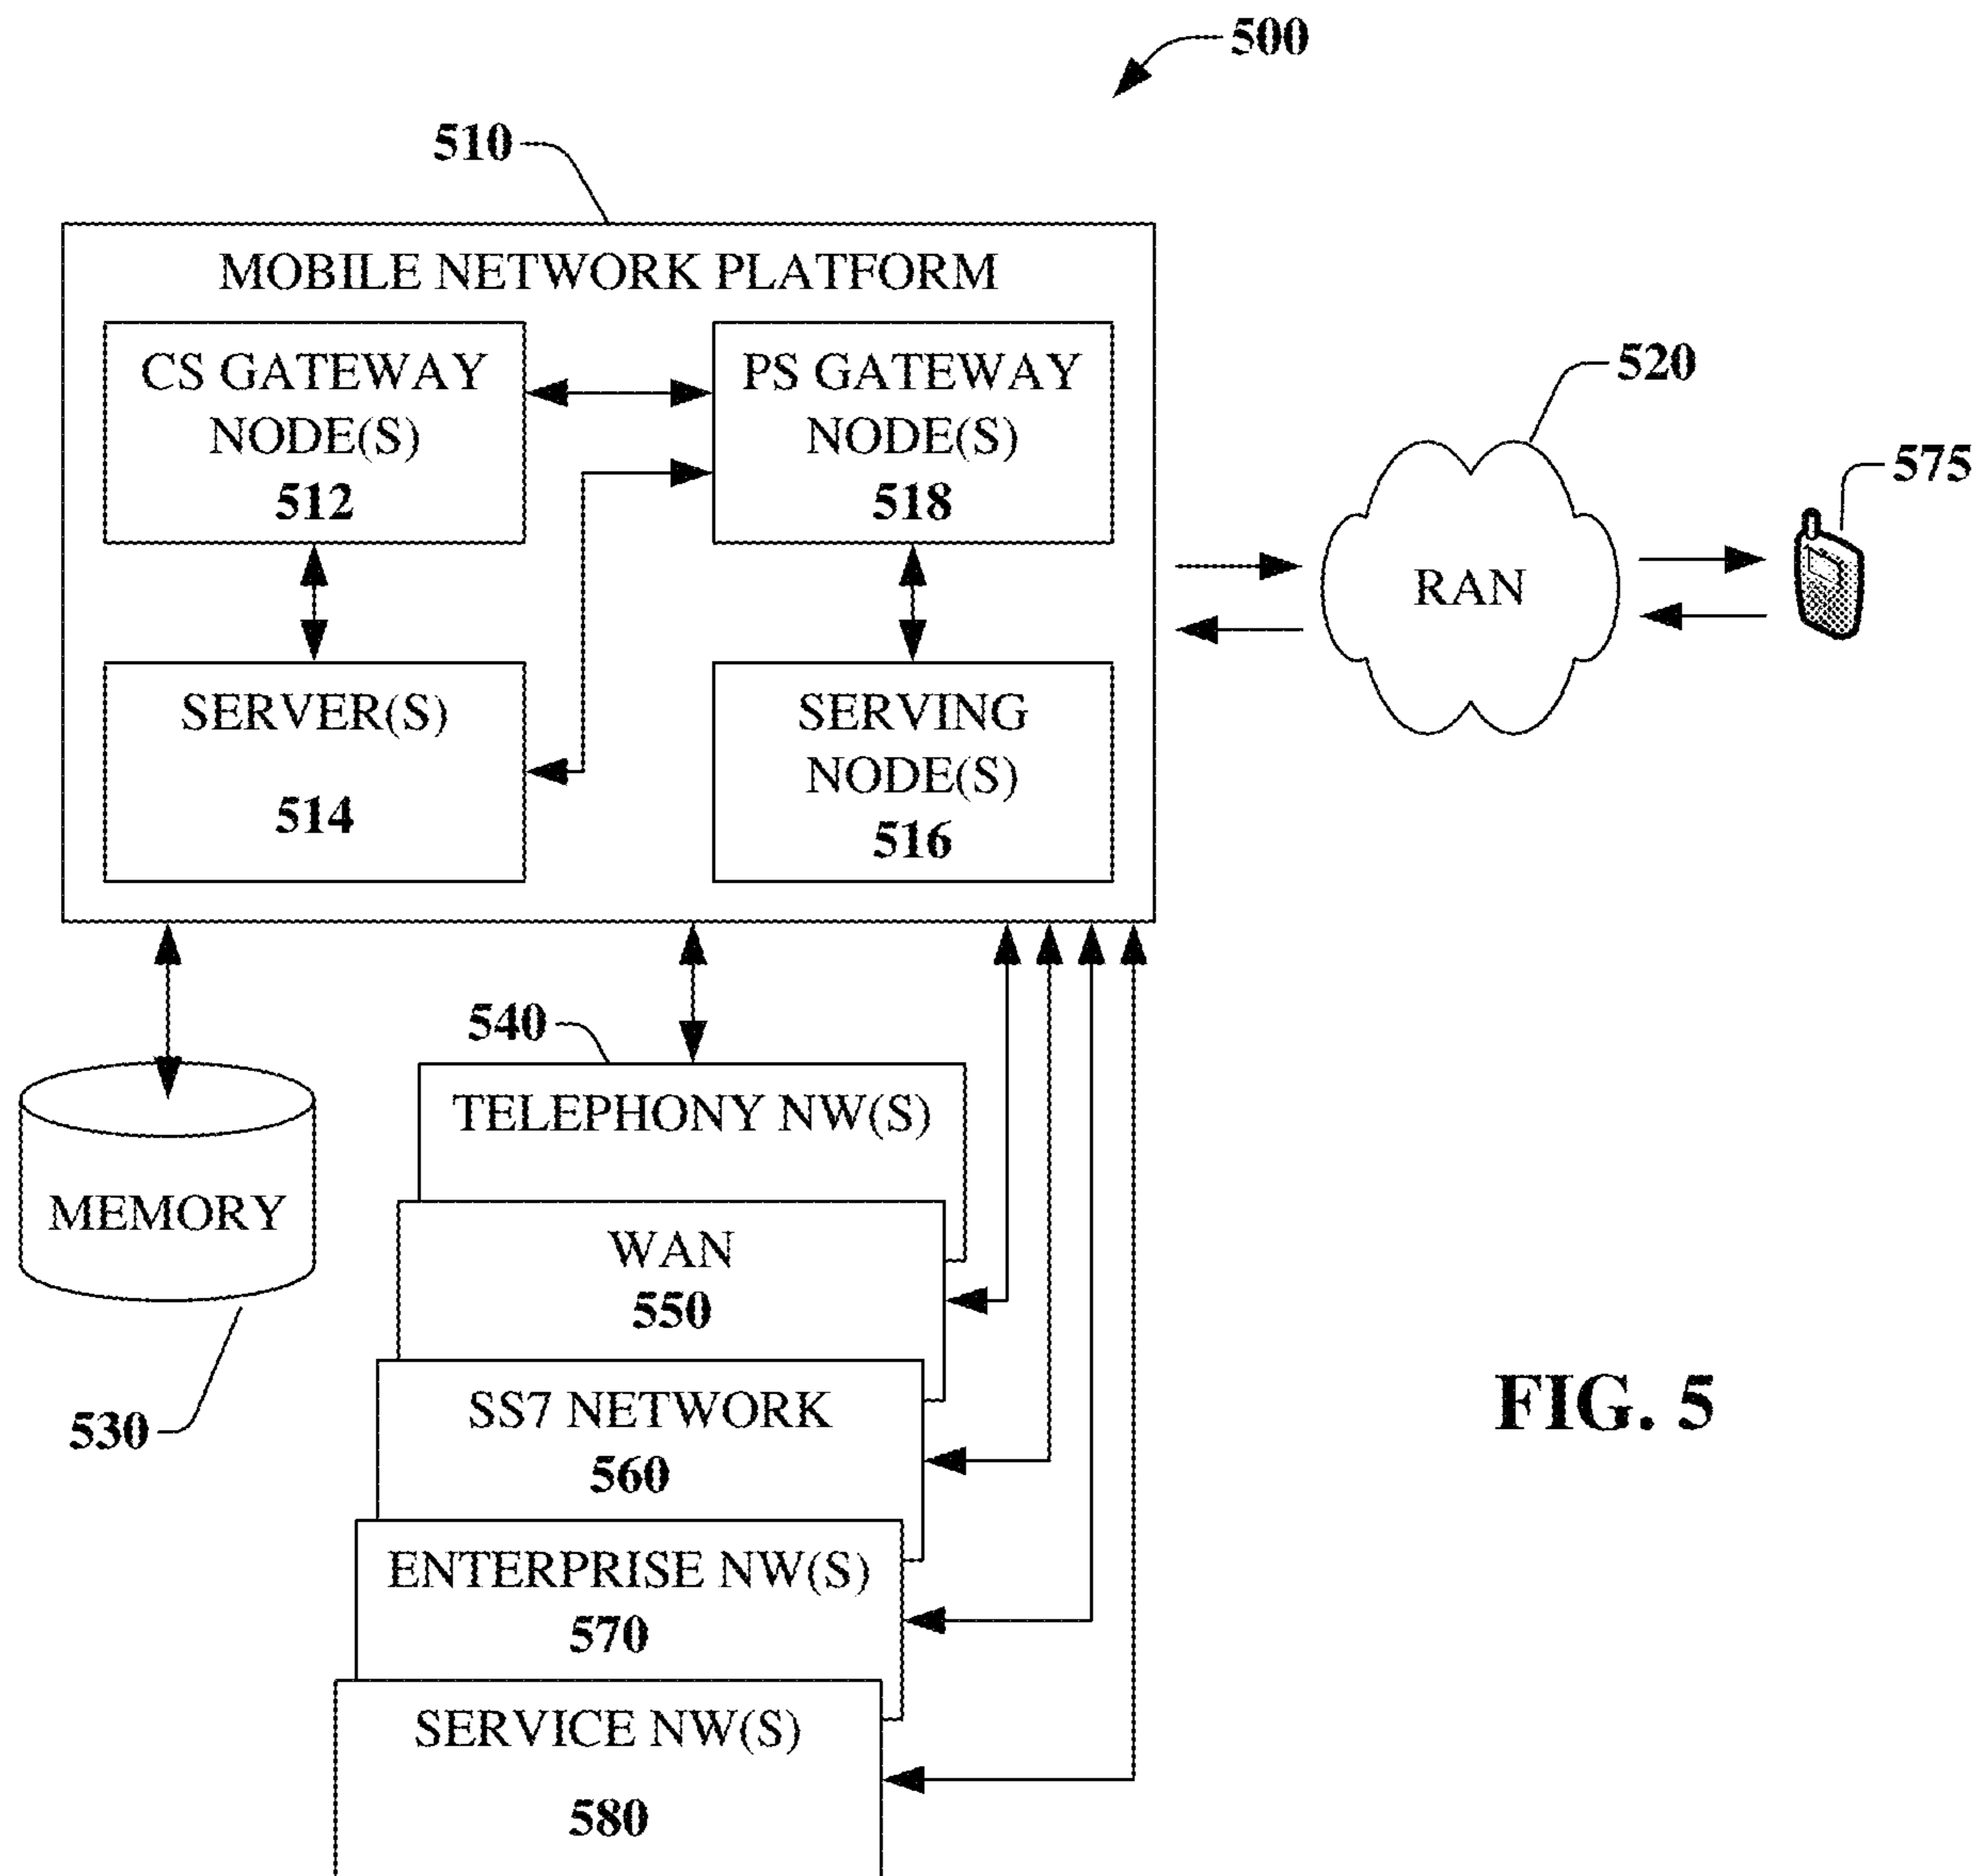 500
510
MOBILE NETWORK PLATFORM
CS GATEWAY
NODE(S)
512
PS GATEWAY
NODE(S)
518
SERVER(S)
514
SERVING
NODE(S)
516
520
RAN
575
540
TELEPHONY NW(S)
MEMORY
530
WAN
550
SS7 NETWORK
560
ENTERPRISE NW(S)
570
SERVICE NW(S)
580
FIG. 5